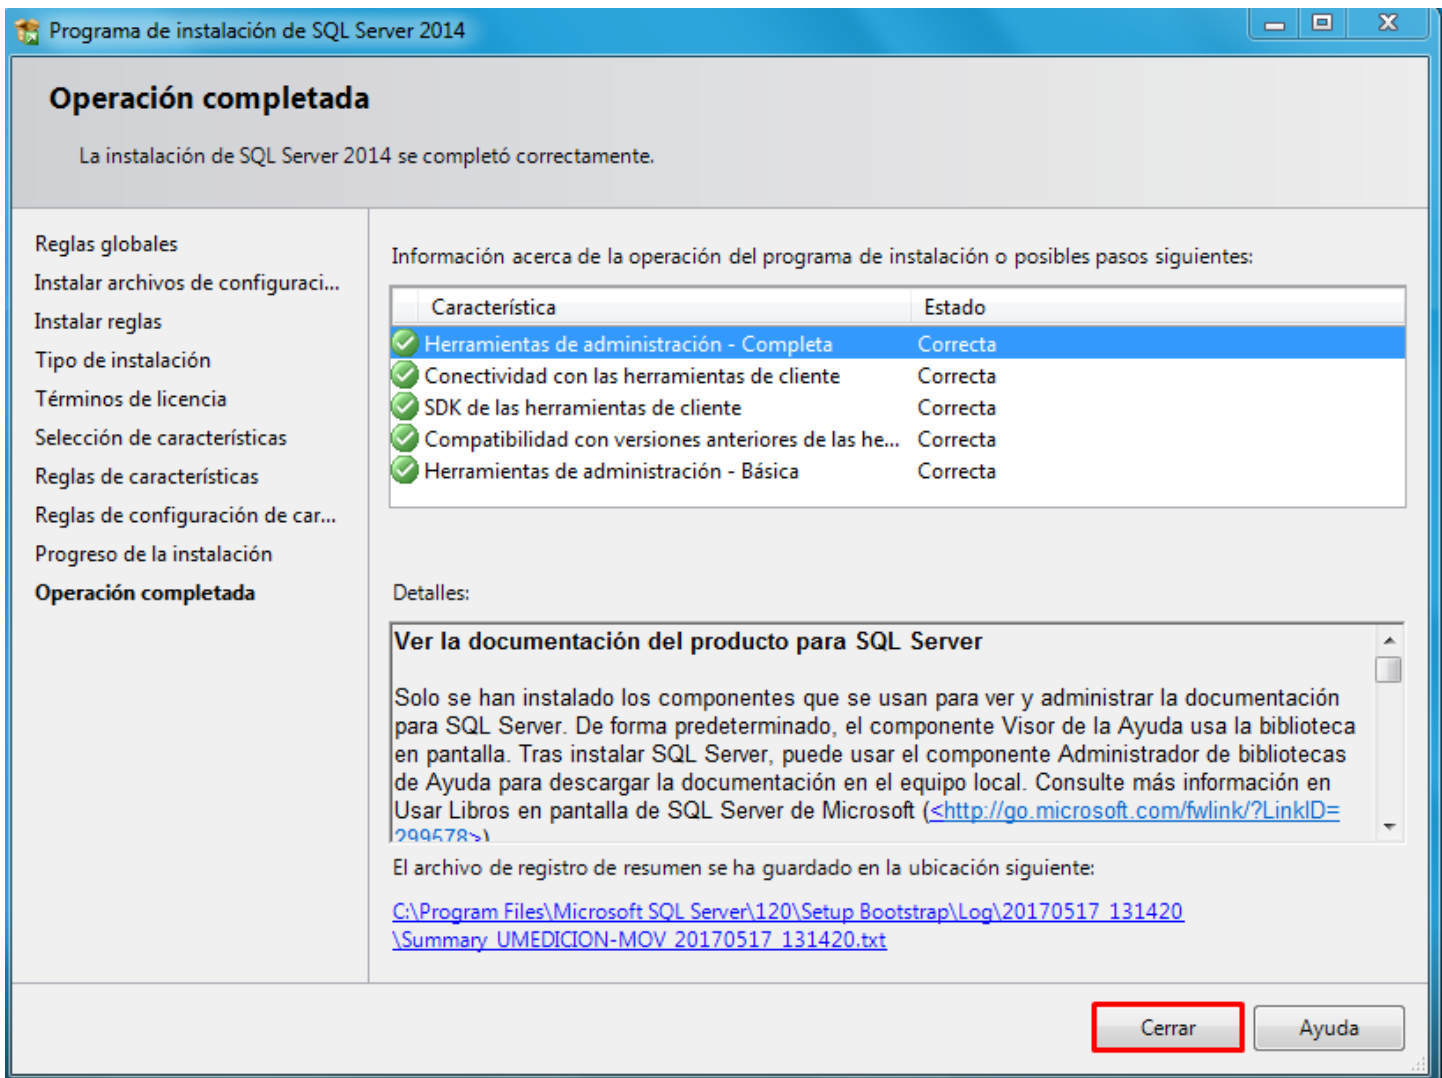 Programa de instalación de SQL Server 2014
Operación completada
La instalación de SQL Server 2014 se completó correctamente.
Reglas globales
Instalar archivos de configuraci...
Instalar reglas
Tipo de instalación
Términos de licencia
Selección de características
Reglas de características
Reglas de configuración de car...
Progreso de la instalación
Operación completada
Información acerca de la operación del programa de instalación o posibles pasos siguientes:
Característica Estado
Herramientas de administración - Completa Correcta
Conectividad con las herramientas de cliente Correcta
SDK de las herramientas de cliente Correcta
Compatibilidad con versiones anteriores de las he... Correcta
Herramientas de administración - Básica Correcta
Detalles:
Ver la documentación del producto para SQL Server
Solo se han instalado los componentes que se usan para ver y administrar la documentación
para SQL Server. De forma predeterminado, el componente Visor de la Ayuda usa la biblioteca
en pantalla. Tras instalar SQL Server, puede usar el componente Administrador de bibliotecas
de Ayuda para descargar la documentación en el equipo local. Consulte más información en
Usar Libros en pantalla de SQL Server de Microsoft (<http://go.microsoft.com/fwlink/?LinkID=
299578>)
El archivo de registro de resumen se ha guardado en la ubicación siguiente:
C:\Program Files\Microsoft SQL Server\120\Setup Bootstrap\Log\20170517_131420
\Summary_UMEDICION-MOV_20170517_131420.txt
Cerrar
Ayuda